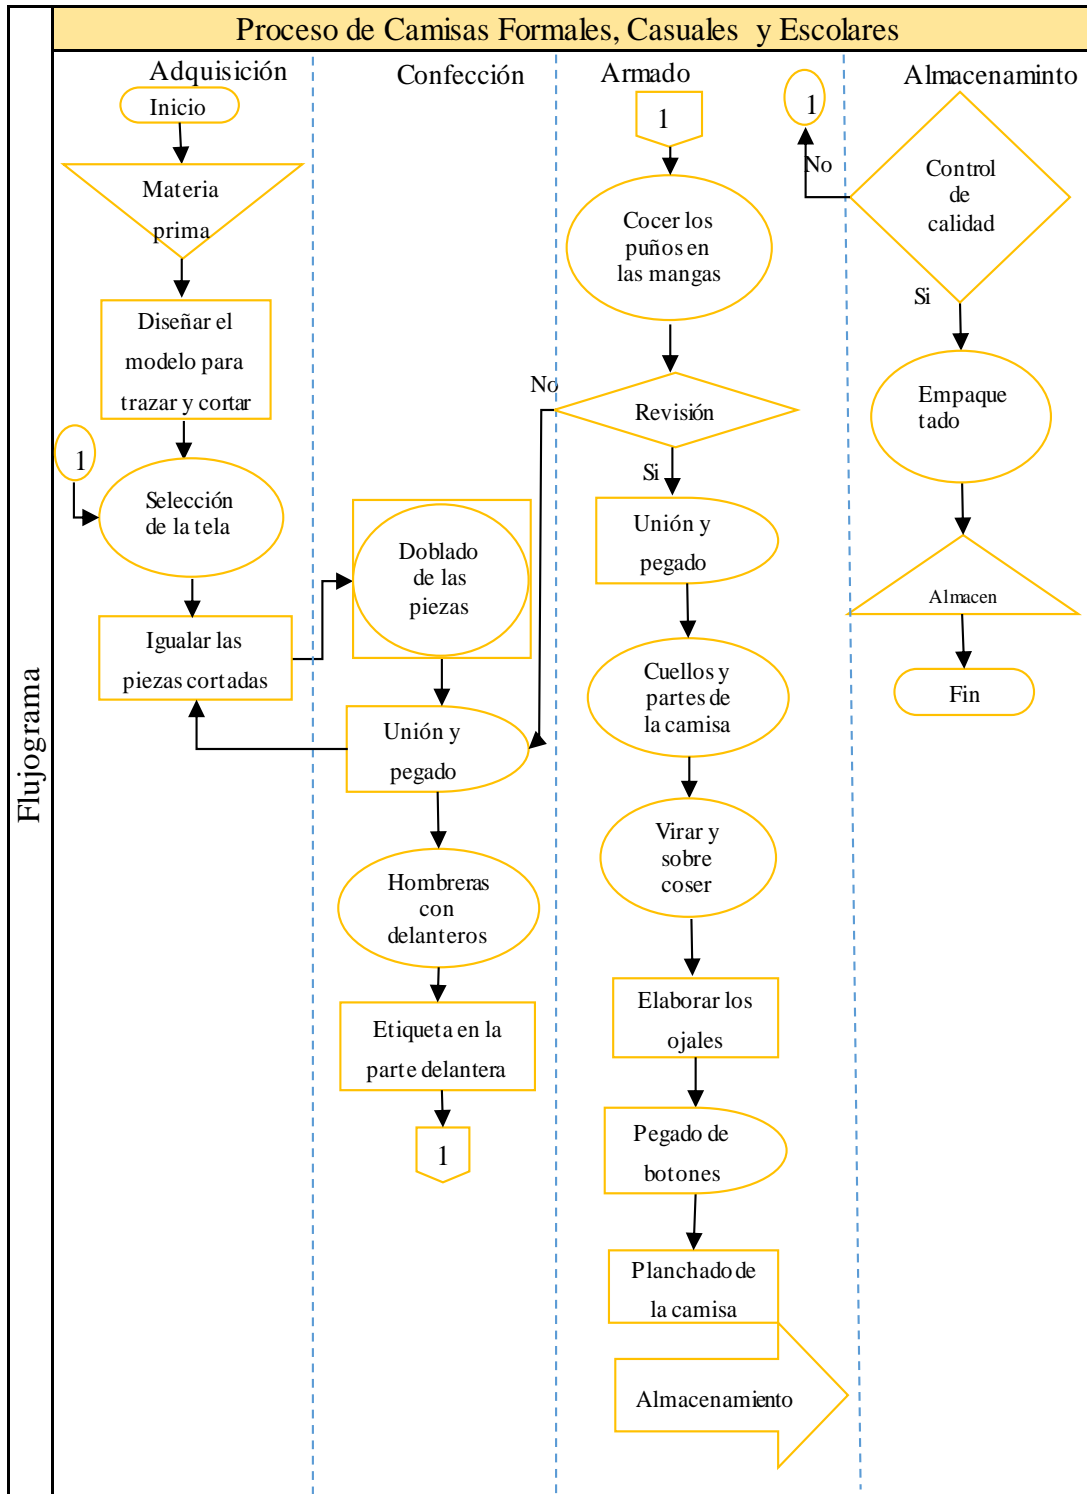 Proceso de Camisas Formales, Casuales y Escolares
Flujograma
Adquisición
Inicio
Materia
prima
Diseñar el
modelo para
trazar y cortar
1
Selección
de la tela
Igualar las
piezas cortadas
Confección
Doblado
de las
piezas
Unión y
pegado
Hombreras
con
delanteros
Etiqueta en la
parte delantera
1
Armado
1
Cocer los
puños en
las mangas
No
Revisión
Si
Unión y
pegado
Cuellos y
partes de
la camisa
Virar y
sobre
coser
Elaborar los
ojales
Pegado de
botones
Planchado de
la camisa
Almacenamiento
Almacenaminto
1
No
Control
de
calidad
Si
Empaque
tado
Almacen
Fin